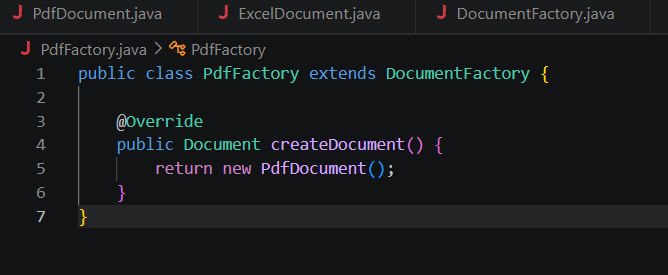 J PdfDocument.java J ExcelDocument.java J DocumentFactory.java
J PdfFactory.java > PdfFactory
1 public class PdfFactory extends DocumentFactory {
2
3     @Override
4     public Document createDocument() {
5         return new PdfDocument();
6     }
7 }